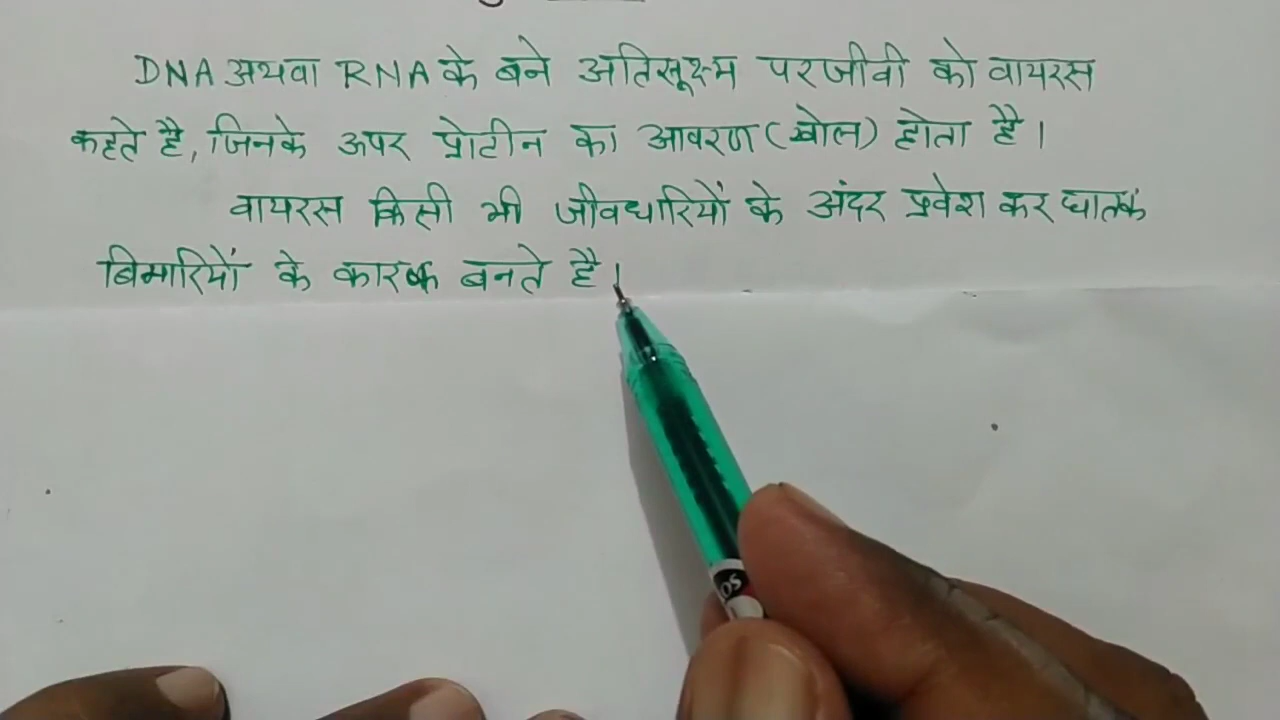 DNA अथवा RNA के बने अतिसूक्ष्म परजीवी को वायरस
कहते है, जिनके ऊपर प्रोटीन का आवरण (खोल) होता है।
वायरस किसी भी जीवधारियों के अंदर प्रवेश कर घातक
बिमारियों के कारक बनते है।